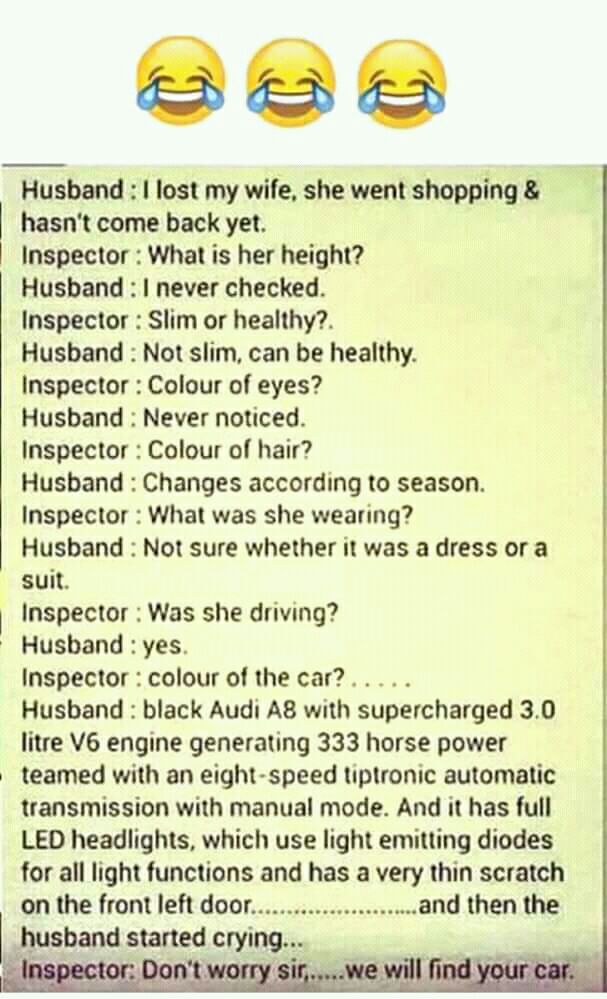 Husband : I lost my wife, she went shopping &
hasn't come back yet.
Inspector : What is her height?
Husband : I never checked.
Inspector : Slim or healthy?.
Husband : Not slim, can be healthy.
Inspector : Colour of eyes?
Husband : Never noticed.
Inspector : Colour of hair?
Husband : Changes according to season.
Inspector : What was she wearing?
Husband : Not sure whether it was a dress or a
suit.
Inspector : Was she driving?
Husband : yes.
Inspector : colour of the car? . . . . .
Husband : black Audi A8 with supercharged 3.0
litre V6 engine generating 333 horse power
teamed with an eight-speed tiptronic automatic
transmission with manual mode. And it has full
LED headlights, which use light emitting diodes
for all light functions and has a very thin scratch
on the front left door........................and then the
husband started crying...
Inspector: Don't worry sir,.....we will find your car.